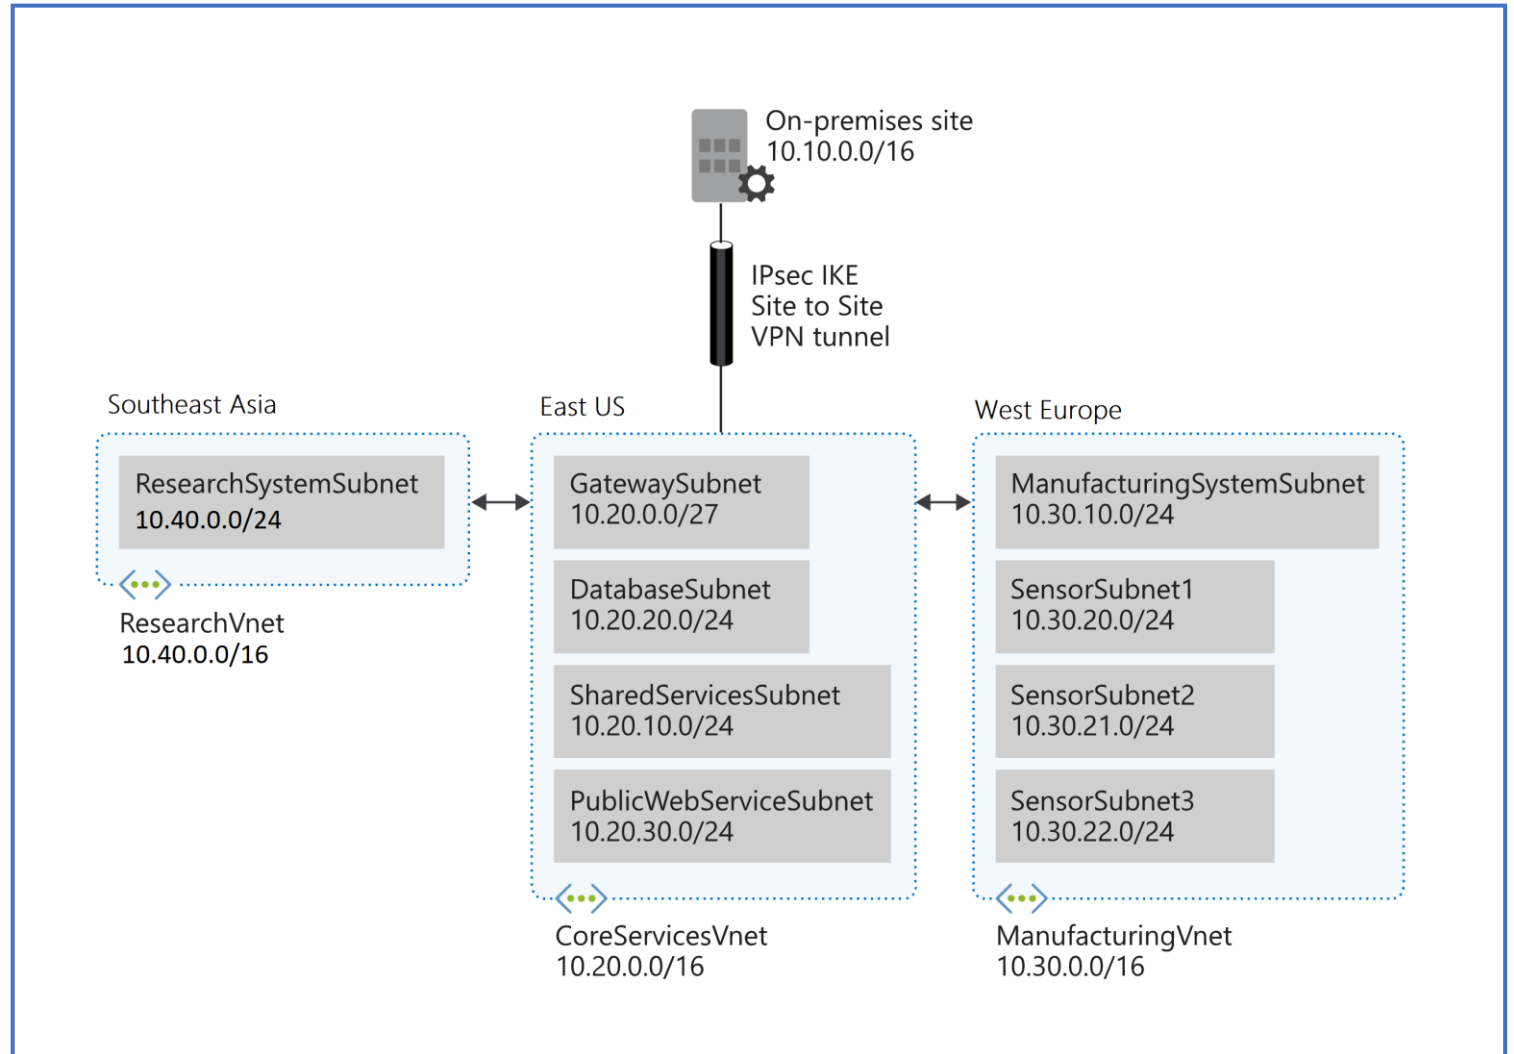 On-premises site
10.10.0.0/16
IPsec IKE
Site to Site
VPN tunnel
Southeast Asia
ResearchSystemSubnet
10.40.0.0/24
ResearchVnet
10.40.0.0/16
East US
GatewaySubnet
10.20.0.0/27
DatabaseSubnet
10.20.20.0/24
SharedServicesSubnet
10.20.10.0/24
PublicWebServiceSubnet
10.20.30.0/24
CoreServicesVnet
10.20.0.0/16
West Europe
ManufacturingSystemSubnet
10.30.10.0/24
SensorSubnet1
10.30.20.0/24
SensorSubnet2
10.30.21.0/24
SensorSubnet3
10.30.22.0/24
ManufacturingVnet
10.30.0.0/16